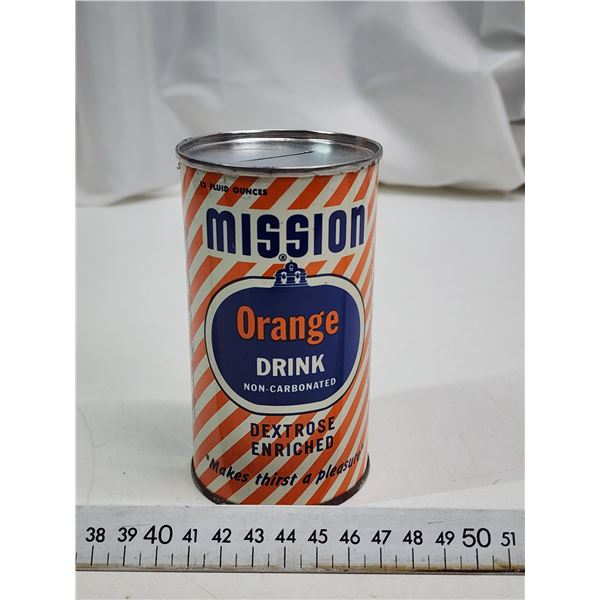 12 FLUID OUNCES
MISSION
®
Orange
DRINK
NON-CARBONATED
DEXTROSE
ENRICHED
"Makes thirst a pleasure"
38 39 40 41 42 43 44 45 46 47 48 49 50 51